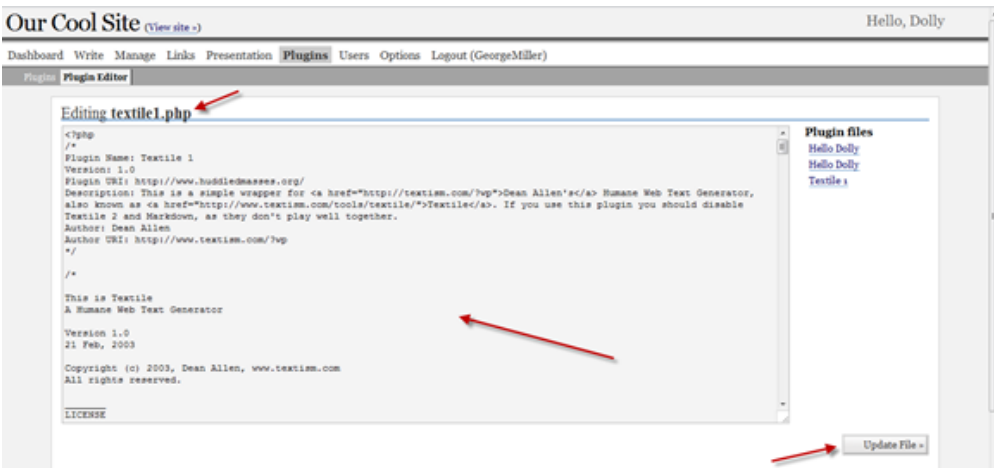 Our Cool Site (View site »)
Hello, Dolly
Dashboard Write Manage Links Presentation Plugins Users Options Logout (GeorgeMiller)
Plugins Plugin Editor
Editing textile1.php
<?php
/*
Plugin Name: Textile 1
Version: 1.0
Plugin URI: http://www.huddledmasses.org/
Description: This is a simple wrapper for <a href="http://textism.com/?wp">Dean Allen's</a> Humane Web Text Generator,
also known as <a href="http://www.textism.com/tools/textile/">Textile</a>. If you use this plugin you should disable
Textile 2 and Markdown, as they don't play well together.
Author: Dean Allen
Author URI: http://www.textism.com/?wp
*/
/*
This is Textile
A Humane Web Text Generator
Version 1.0
21 Feb, 2003
Copyright (c) 2003, Dean Allen, www.textism.com
All rights reserved.
_______
LICENSE
Plugin files
Hello Dolly
Hello Dolly
Textile 1
Update File »